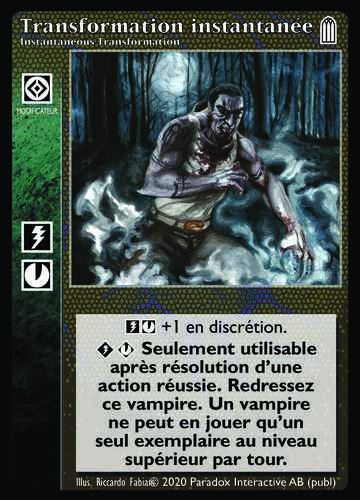 Transformation instantanée
Instantaneous Transformation
MODIFICATEUR
+1 en discrétion.
Seulement utilisable
après résolution d'une
action réussie. Redressez
ce vampire. Un vampire
ne peut en jouer qu'un
seul exemplaire au niveau
supérieur par tour.
Illus. Riccardo Fabiani © 2020 Paradox Interactive AB (publ)